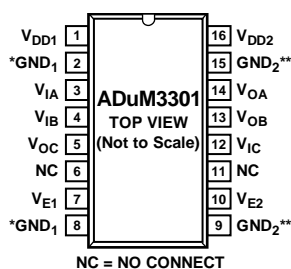 VDD1 1 16 VDD2
*GND1 2 15 GND2**
VIA 3 14 VOA
VIB 4 13 VOB
VOC 5 12 VIC
NC 6 11 NC
VE1 7 10 VE2
*GND1 8 9 GND2**
ADuM3301
TOP VIEW
(Not to Scale)
NC = NO CONNECT